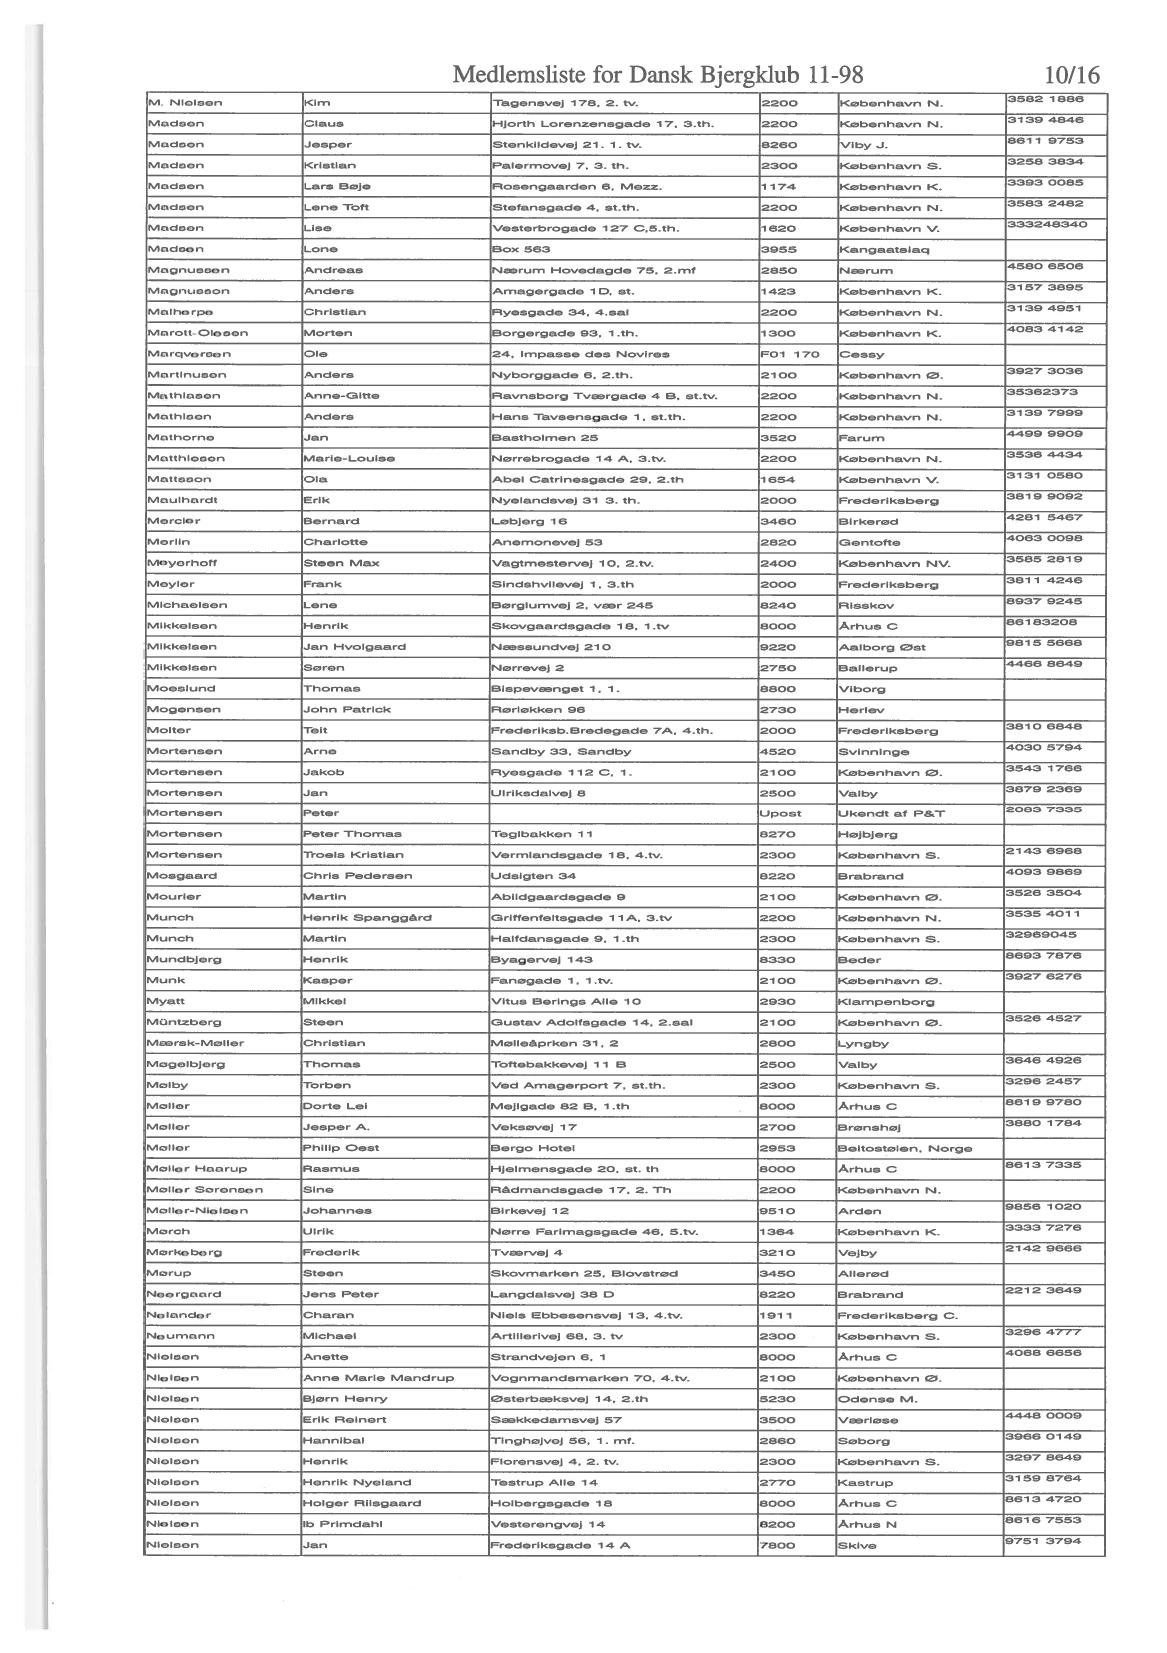 Medlemsliste for Dansk Bjergklub 11-98 10/16
M. Nielsen Kim Tagensvej 178, 2. tv. 2200 København N. 3582 1886
Madsen Claus Hjorth Lorenzensgade 17, 3.th. 2200 København N. 3139 4846
Madsen Jesper Stenkildevej 21. 1. tv. 8260 Viby J. 8611 9753
Madsen Kristian Palermovej 7, 3. th. 2300 København S. 3258 3834
Madsen Lars Bøje Rosengaarden 6, Mezz. 1174 København K. 3393 0085
Madsen Lene Toft Stefansgade 4, st.th. 2200 København N. 3583 2482
Madsen Lise Vesterbrogade 127 C,5.th. 1620 København V. 333248340
Madsen Lone Box 563 3955 Kangaatsiaq
Magnussen Andreas Nærum Hovedagde 75, 2.mf 2850 Nærum 4580 6506
Magnusson Anders Amagergade 1D, st. 1423 København K. 3157 3895
Malherpe Christian Ryesgade 34, 4.sal 2200 København N. 3139 4951
Marott-Olesen Morten Borgergade 93, 1.th. 1300 København K. 4083 4142
Marqversen Ole 24, Impasse des Novires F01 170 Cessy
Martinusen Anders Nyborggade 6, 2.th. 2100 København Ø. 3927 3036
Mathiasen Anne-Gitte Ravnsborg Tværgade 4 B, st.tv. 2200 København N. 35362373
Mathisen Anders Hans Tavsensgade 1, st.th. 2200 København N. 3139 7999
Mathorne Jan Bastholmen 25 3520 Farum 4499 9909
Matthiesen Marie-Louise Nørrebrogade 14 A, 3.tv. 2200 København N. 3536 4434
Mattsson Ola Abel Catrinesgade 29, 2.th 1654 København V. 3131 0580
Maulhardt Erik Nyelandsvej 31 3. th. 2000 Frederiksberg 3819 9092
Mercier Bernard Løbjerg 16 3460 Birkerød 4281 5467
Merlin Charlotte Anemonevej 53 2820 Gentofte 4063 0098
Meyerhoff Steen Max Vagtmestervej 10, 2.tv. 2400 København NV. 3585 2819
Meyler Frank Sindshvilevej 1, 3.th 2000 Frederiksberg 3811 4246
Michaelsen Lene Børglumvej 2, vær 245 8240 Risskov 8937 9245
Mikkelsen Henrik Skovgaardsgade 18, 1.tv 8000 Århus C 86183208
Mikkelsen Jan Hvolgaard Næssundvej 210 9220 Aalborg Øst 9815 5668
Mikkelsen Søren Nørrevej 2 2750 Ballerup 4466 8649
Moeslund Thomas Bispevænget 1, 1. 8800 Viborg
Mogensen John Patrick Rørløkken 96 2730 Herlev
Molter Teit Frederiksb.Bredegade 7A, 4.th. 2000 Frederiksberg 3810 6848
Mortensen Arne Sandby 33, Sandby 4520 Svinninge 4030 5794
Mortensen Jakob Ryesgade 112 C, 1. 2100 København Ø. 3543 1766
Mortensen Jan Ulriksdalvej 8 2500 Valby 3879 2369
Mortensen Peter Upost Ukendt af P&T 2083 7335
Mortensen Peter Thomas Teglbakken 11 8270 Højbjerg
Mortensen Troels Kristian Vermlandsgade 18, 4.tv. 2300 København S. 2143 6968
Mosgaard Chris Pedersen Udsigten 34 8220 Brabrand 4093 9869
Mourier Martin Abildgaardsgade 9 2100 København Ø. 3526 3504
Munch Henrik Spanggård Griffenfeltsgade 11A, 3.tv 2200 København N. 3535 4011
Munch Martin Halfdansgade 9, 1.th 2300 København S. 32969045
Mundbjerg Henrik Byagervej 143 8330 Beder 8693 7876
Munk Kasper Fanøgade 1, 1.tv. 2100 København Ø. 3927 6276
Myatt Mikkel Vitus Berings Alle 10 2930 Klampenborg
Müntzberg Steen Gustav Adolfsgade 14, 2.sal 2100 København Ø. 3526 4527
Mærsk-Møller Christian Mølleåprken 31, 2 2800 Lyngby
Møgelbjerg Thomas Toftebakkevej 11 B 2500 Valby 3646 4926
Mølby Torben Ved Amagerport 7, st.th. 2300 København S. 3296 2457
Møller Dorte Lei Mejlgade 82 B, 1.th 8000 Århus C 8619 9780
Møller Jesper A. Veksøvej 17 2700 Brønshøj 3880 1784
Møller Philip Oest Bergo Hotel 2953 Beitostølen, Norge
Møller Haarup Rasmus Hjelmensgade 20, st. th 8000 Århus C 8613 7335
Møller Sørensen Sine Rådmandsgade 17, 2. Th 2200 København N.
Møller-Nielsen Johannes Birkevej 12 9510 Arden 9856 1020
Mørch Ulrik Nørre Farimagsgade 46, 5.tv. 1364 København K. 3333 7276
Mørkeberg Frederik Tværvej 4 3210 Vejby 2142 9666
Mørup Steen Skovmarken 25, Blovstrød 3450 Allerød
Neergaard Jens Peter Langdalsvej 38 D 8220 Brabrand 2212 3649
Nelander Charan Niels Ebbesensvej 13, 4.tv. 1911 Frederiksberg C.
Neumann Michael Artillerivej 68, 3. tv 2300 København S. 3296 4777
Nielsen Anette Strandvejen 6, 1 8000 Århus C 4068 6656
Nielsen Anne Marie Mandrup Vognmandsmarken 70, 4.tv. 2100 København Ø.
Nielsen Bjørn Henry Østerbæksvej 14, 2.th 5230 Odense M.
Nielsen Erik Reinert Sækkedamsvej 57 3500 Værløse 4448 0009
Nielsen Hannibal Tinghøjvej 56, 1. mf. 2860 Søborg 3966 0149
Nielsen Henrik Florensvej 4, 2. tv. 2300 København S. 3297 8649
Nielsen Henrik Nyeland Testrup Alle 14 2770 Kastrup 3159 8764
Nielsen Holger Riisgaard Holbergsgade 18 8000 Århus C 8613 4720
Nielsen Ib Primdahl Vesterengvej 14 8200 Århus N 8616 7553
Nielsen Jan Frederiksgade 14 A 7800 Skive 9751 3794